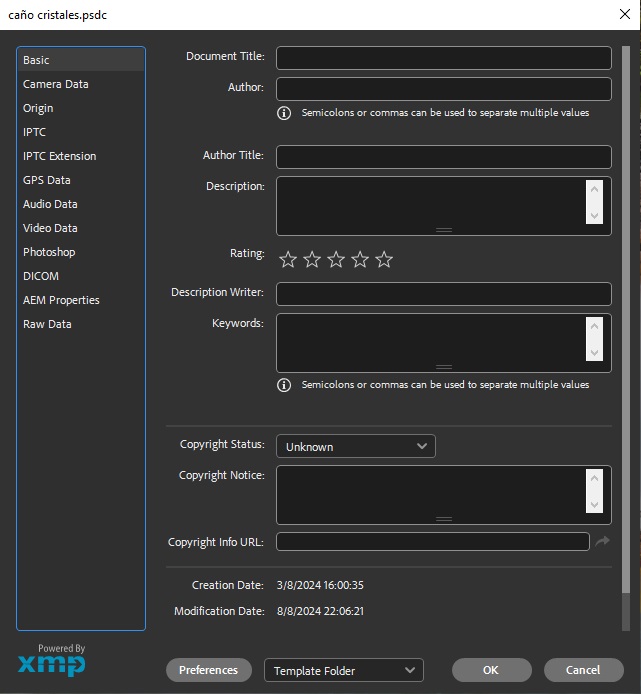 caño cristales.psdc
Basic
Camera Data
Origin
IPTC
IPTC Extension
GPS Data
Audio Data
Video Data
Photoshop
DICOM
AEM Properties
Raw Data
Document Title:
Author:
Semicolons or commas can be used to separate multiple values
Author Title:
Description:
Rating:
Description Writer:
Keywords:
Semicolons or commas can be used to separate multiple values
Copyright Status: Unknown
Copyright Notice:
Copyright Info URL:
Creation Date: 3/8/2024 16:00:35
Modification Date: 8/8/2024 22:06:21
Powered By
xmp
Preferences Template Folder OK Cancel